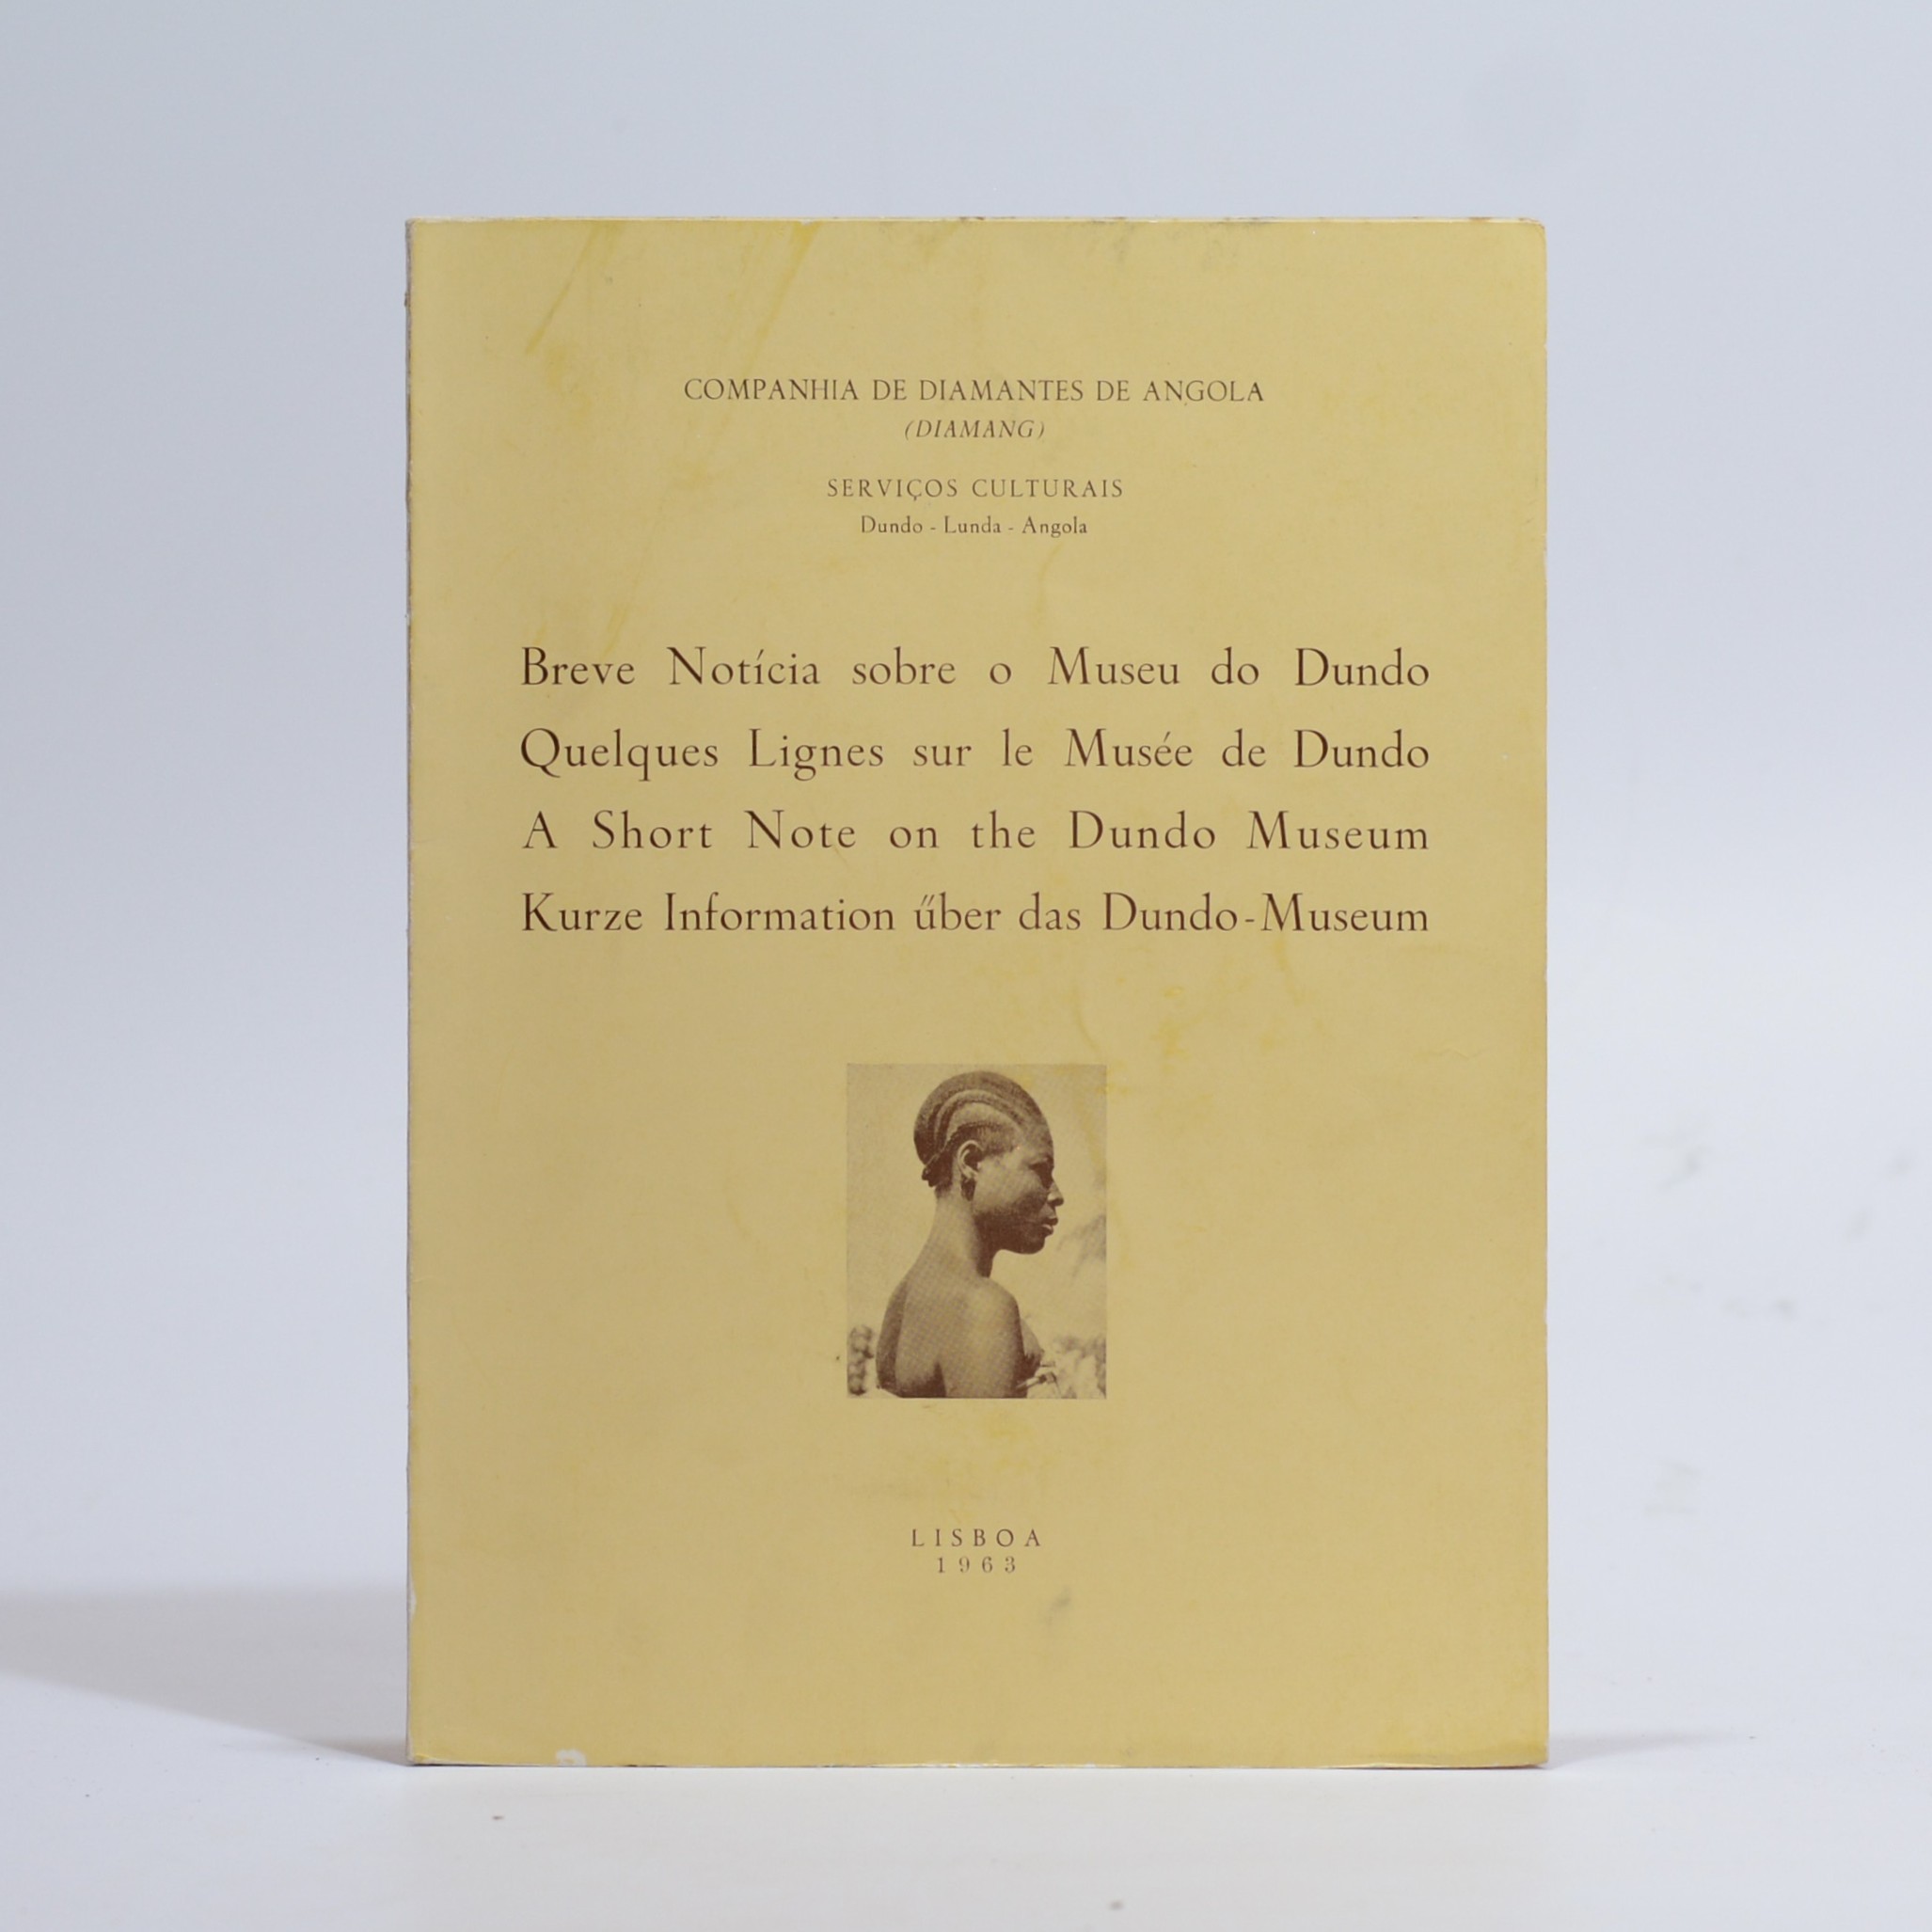 COMPANHIA DE DIAMANTES DE ANGOLA
(DIAMANG)
SERVIÇOS CULTURAIS
Dundo - Lunda - Angola
Breve Notícia sobre o Museu do Dundo
Quelques Lignes sur le Musée de Dundo
A Short Note on the Dundo Museum
Kurze Information űber das Dundo-Museum
LISBOA
1963